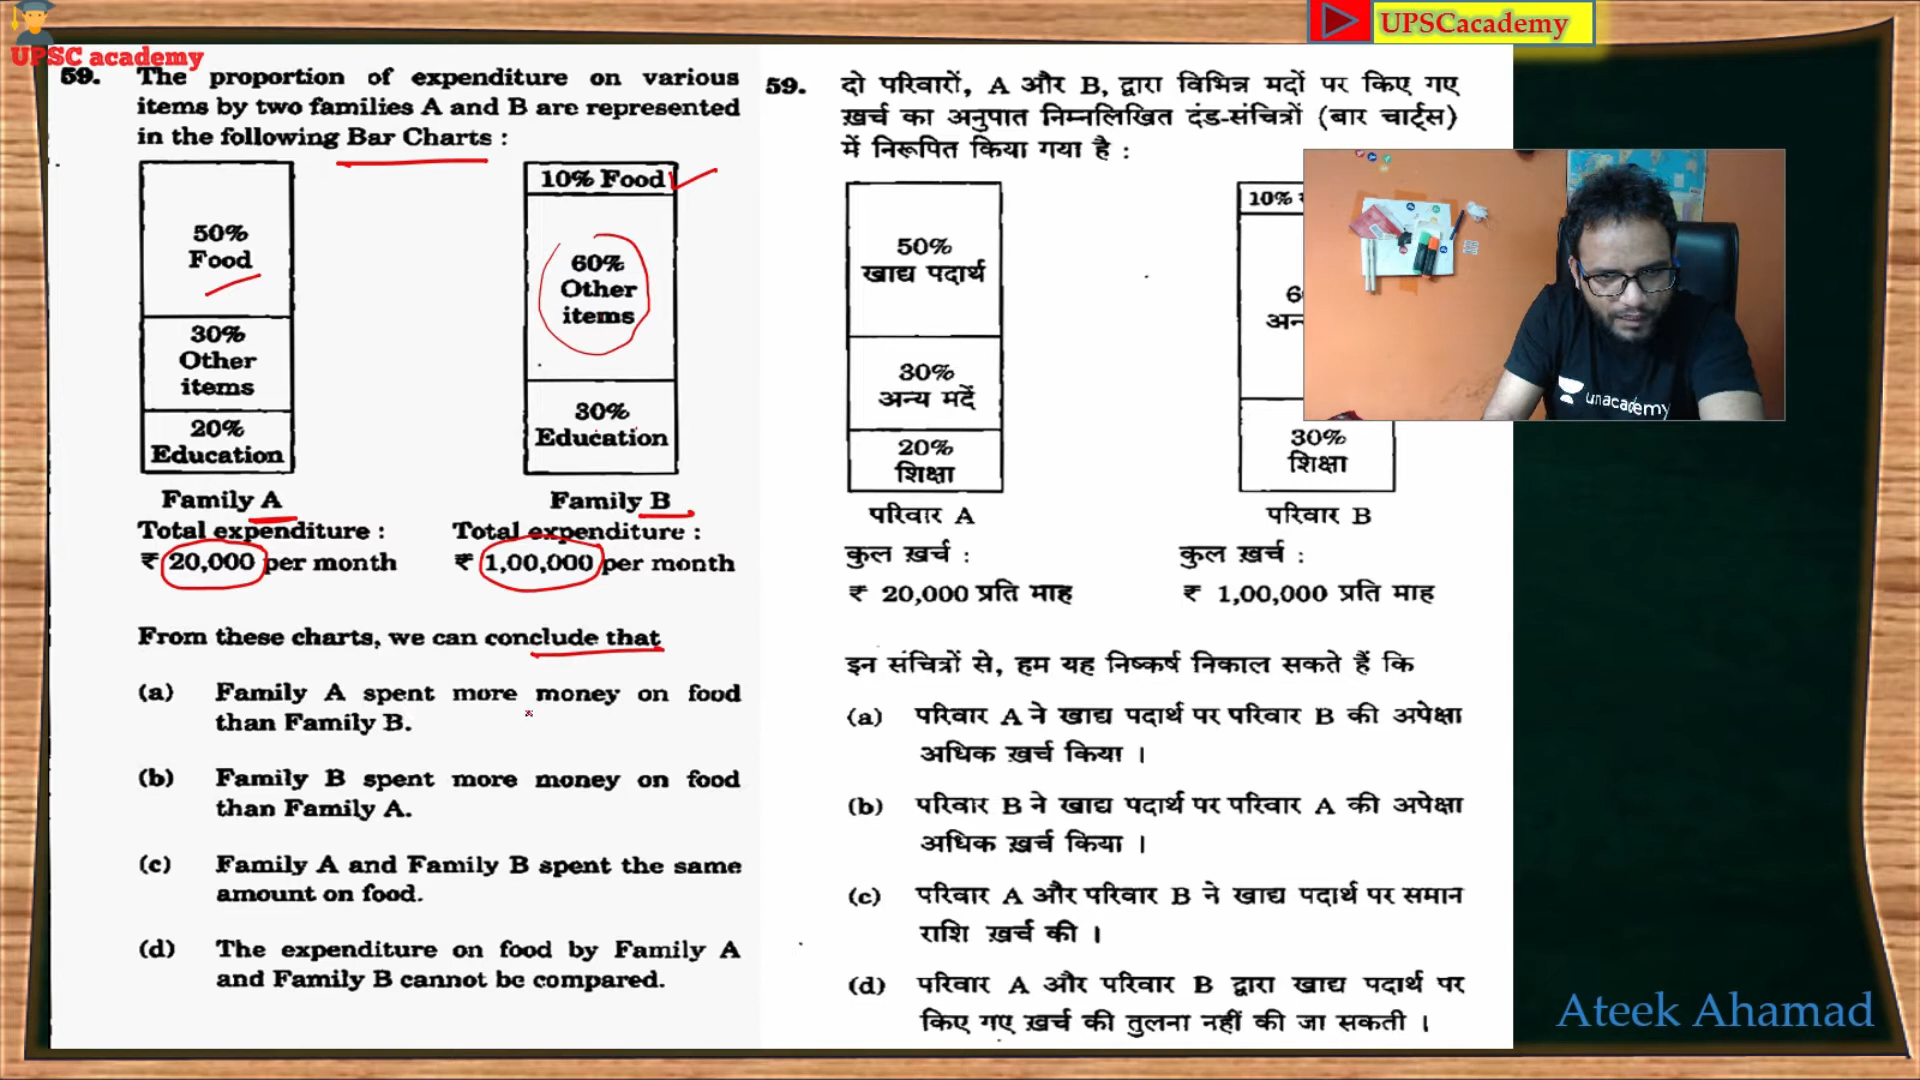 UPSC academy
UPSCacademy
59. The proportion of expenditure on various
items by two families A and B are represented
in the following Bar Charts :
50%
Food
30%
Other
items
20%
Education
Family A
Total expenditure :
₹ 20,000 per month
10% Food
60%
Other
items
30%
Education
Family B
Total expenditure :
₹ 1,00,000 per month
From these charts, we can conclude that
(a) Family A spent more money on food
than Family B.
(b) Family B spent more money on food
than Family A.
(c) Family A and Family B spent the same
amount on food.
(d) The expenditure on food by Family A
and Family B cannot be compared.
59. दो परिवारों, A और B, द्वारा विभिन्न मदों पर किए गए
ख़र्च का अनुपात निम्नलिखित दंड-संचित्रों (बार चार्ट्स)
में निरूपित किया गया है :
50%
खाद्य पदार्थ
30%
अन्य मदें
20%
शिक्षा
परिवार A
कुल ख़र्च :
₹ 20,000 प्रति माह
10%
30%
शिक्षा
परिवार B
कुल ख़र्च :
₹ 1,00,000 प्रति माह
इन संचित्रों से, हम यह निष्कर्ष निकाल सकते हैं कि
(a) परिवार A ने खाद्य पदार्थ पर परिवार B की अपेक्षा
अधिक ख़र्च किया ।
(b) परिवार B ने खाद्य पदार्थ पर परिवार A की अपेक्षा
अधिक ख़र्च किया ।
(c) परिवार A और परिवार B ने खाद्य पदार्थ पर समान
राशि ख़र्च की ।
(d) परिवार A और परिवार B द्वारा खाद्य पदार्थ पर
किए गए ख़र्च की तुलना नहीं की जा सकती ।
unacademy
Ateek Ahamad